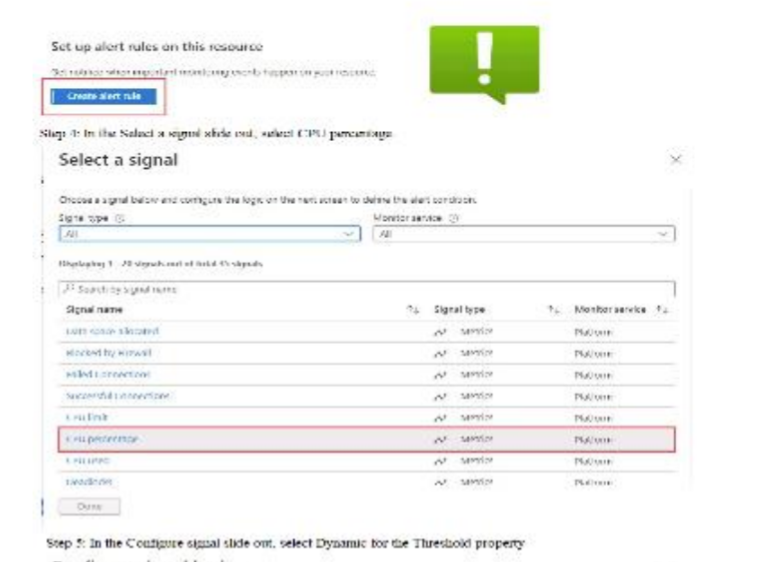 Set up alert rules on this resource
Get notified when important monitoring events happen on your resource.
Create alert rule
Step 4: In the Select a signal slide out, select CPU percentage.
Select a signal
Choose a signal below and configure the logic on the next screen to define the alert condition.
Signal type
Monitor service
All
All
Displaying 1 - 20 signals out of total 35 signals
Search by signal name
Signal name Signal type Monitor service
Data space allocated Metric Platform
Blocked by Firewall Metric Platform
Failed Connections Metric Platform
Successful Connections Metric Platform
CPU limit Metric Platform
CPU percentage Metric Platform
CPU used Metric Platform
Deadlocks Metric Platform
Done
Step 5: In the Configure signal slide out, select Dynamic for the Threshold property